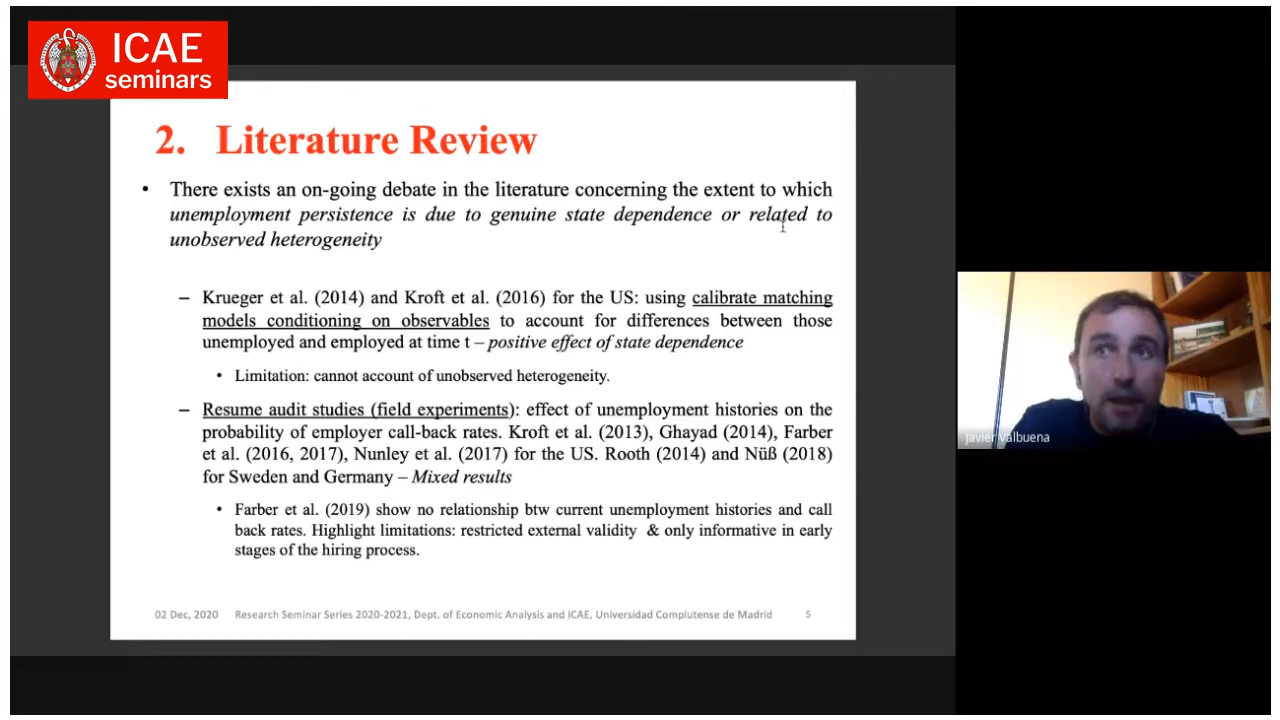 ICAE
seminars
2. Literature Review
• There exists an on-going debate in the literature concerning the extent to which
unemployment persistence is due to genuine state dependence or related to
unobserved heterogeneity
– Krueger et al. (2014) and Kroft et al. (2016) for the US: using calibrate matching
models conditioning on observables to account for differences between those
unemployed and employed at time t – positive effect of state dependence
• Limitation: cannot account of unobserved heterogeneity.
– Resume audit studies (field experiments): effect of unemployment histories on the
probability of employer call-back rates. Kroft et al. (2013), Ghayad (2014), Farber
et al. (2016, 2017), Nunley et al. (2017) for the US. Rooth (2014) and Nüß (2018)
for Sweden and Germany – Mixed results
• Farber et al. (2019) show no relationship btw current unemployment histories and call
back rates. Highlight limitations: restricted external validity & only informative in early
stages of the hiring process.
02 Dec, 2020 Research Seminar Series 2020-2021, Dept. of Economic Analysis and ICAE, Universidad Complutense de Madrid 5
Javier Valbuena